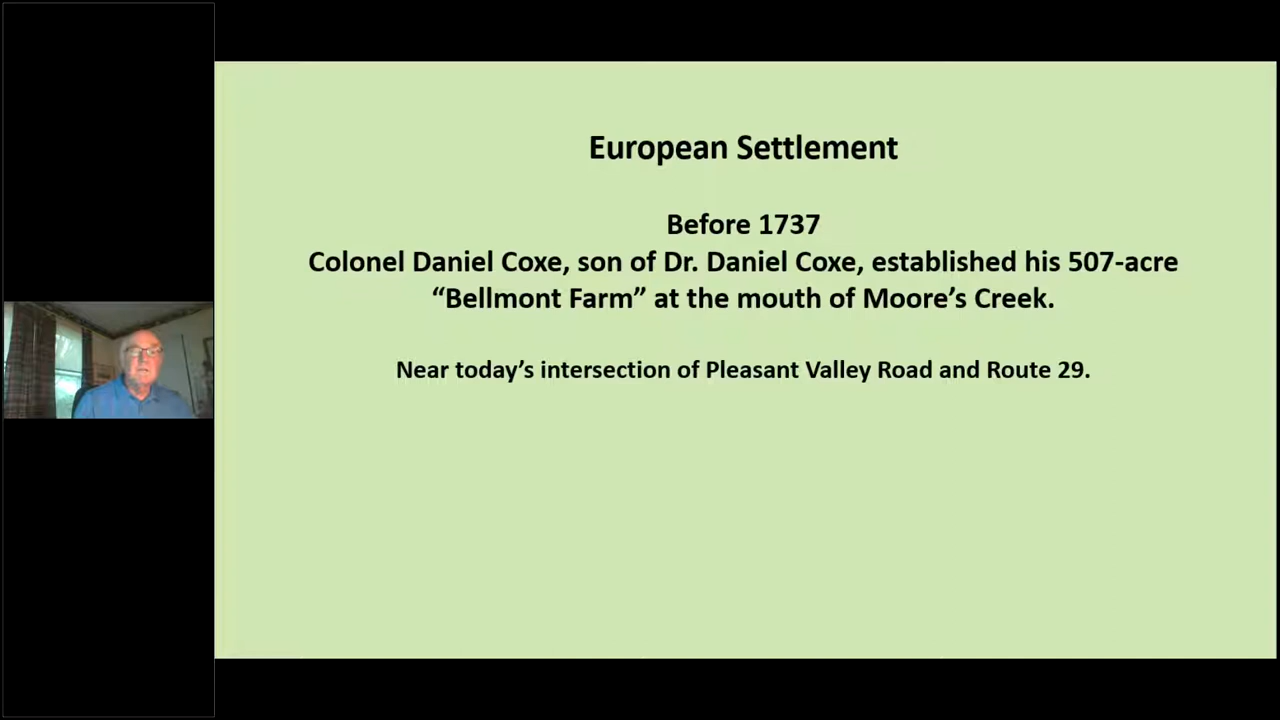 European Settlement
Before 1737
Colonel Daniel Coxe, son of Dr. Daniel Coxe, established his 507-acre
“Bellmont Farm” at the mouth of Moore’s Creek.
Near today’s intersection of Pleasant Valley Road and Route 29.